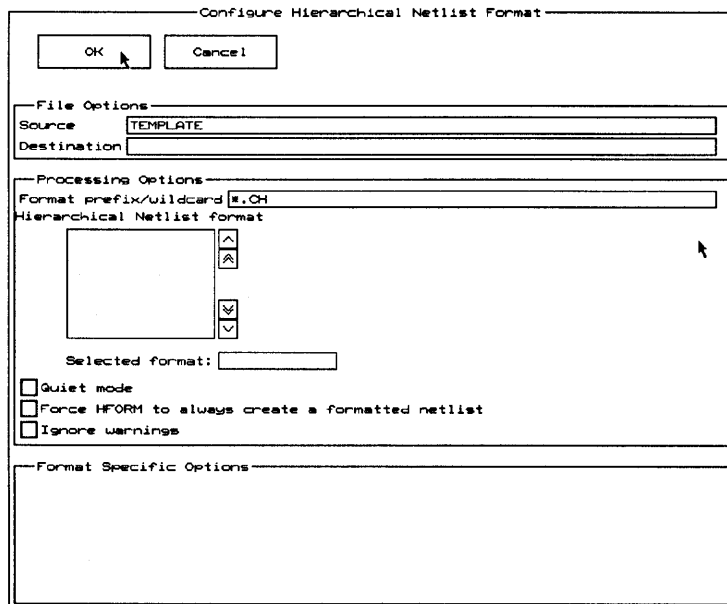 Configure Hierarchical Netlist Format
OK Cancel
File Options
Source TEMPLATE
Destination
Processing Options
Format prefix/wildcard *.CH
Hierarchical Netlist format
Selected format:
Quiet mode
Force HFORM to always create a formatted netlist
Ignore warnings
Format Specific Options